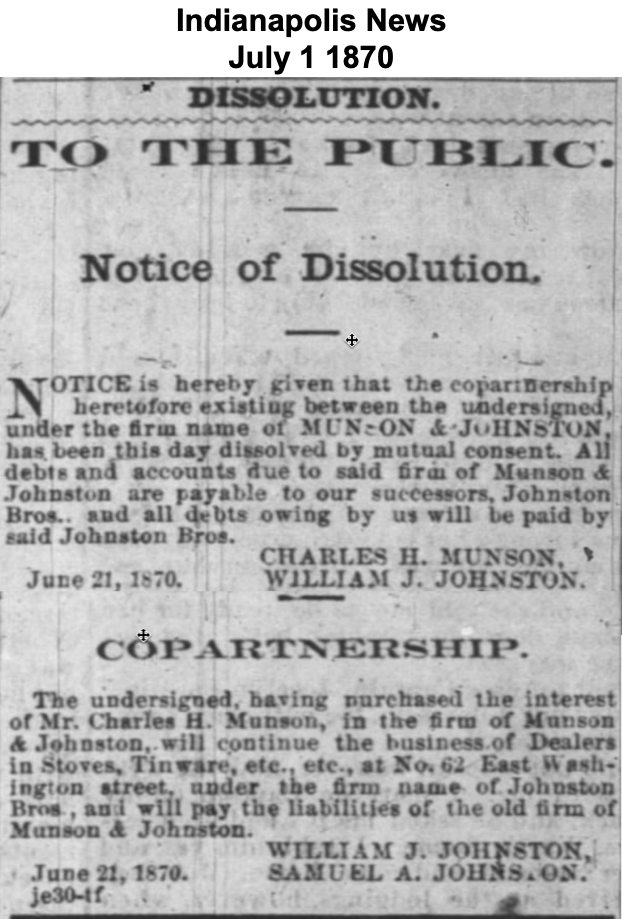 Indianapolis News
July 1 1870
DISSOLUTION.
TO THE PUBLIC.
Notice of Dissolution.
NOTICE is hereby given that the copartnership
heretofore existing between the undersigned,
under the firm name of MUNSON & JOHNSTON,
has been this day dissolved by mutual consent. All
debts and accounts due to said firm of Munson &
Johnston are payable to our successors, Johnston
Bros., and all debts owing by us will be paid by
said Johnston Bros.
CHARLES H. MUNSON,
June 21, 1870. WILLIAM J. JOHNSTON.
COPARTNERSHIP.
The undersigned, having purchased the interest
of Mr. Charles H. Munson, in the firm of Munson
& Johnston, will continue the business of Dealers
in Stoves, Tinware, etc., etc., at No. 62 East Wash-
ington street, under the firm name of Johnston
Bros., and will pay the liabilities of the old firm of
Munson & Johnston.
WILLIAM J. JOHNSTON,
June 21, 1870. SAMUEL A. JOHNSTON.
je30-tf